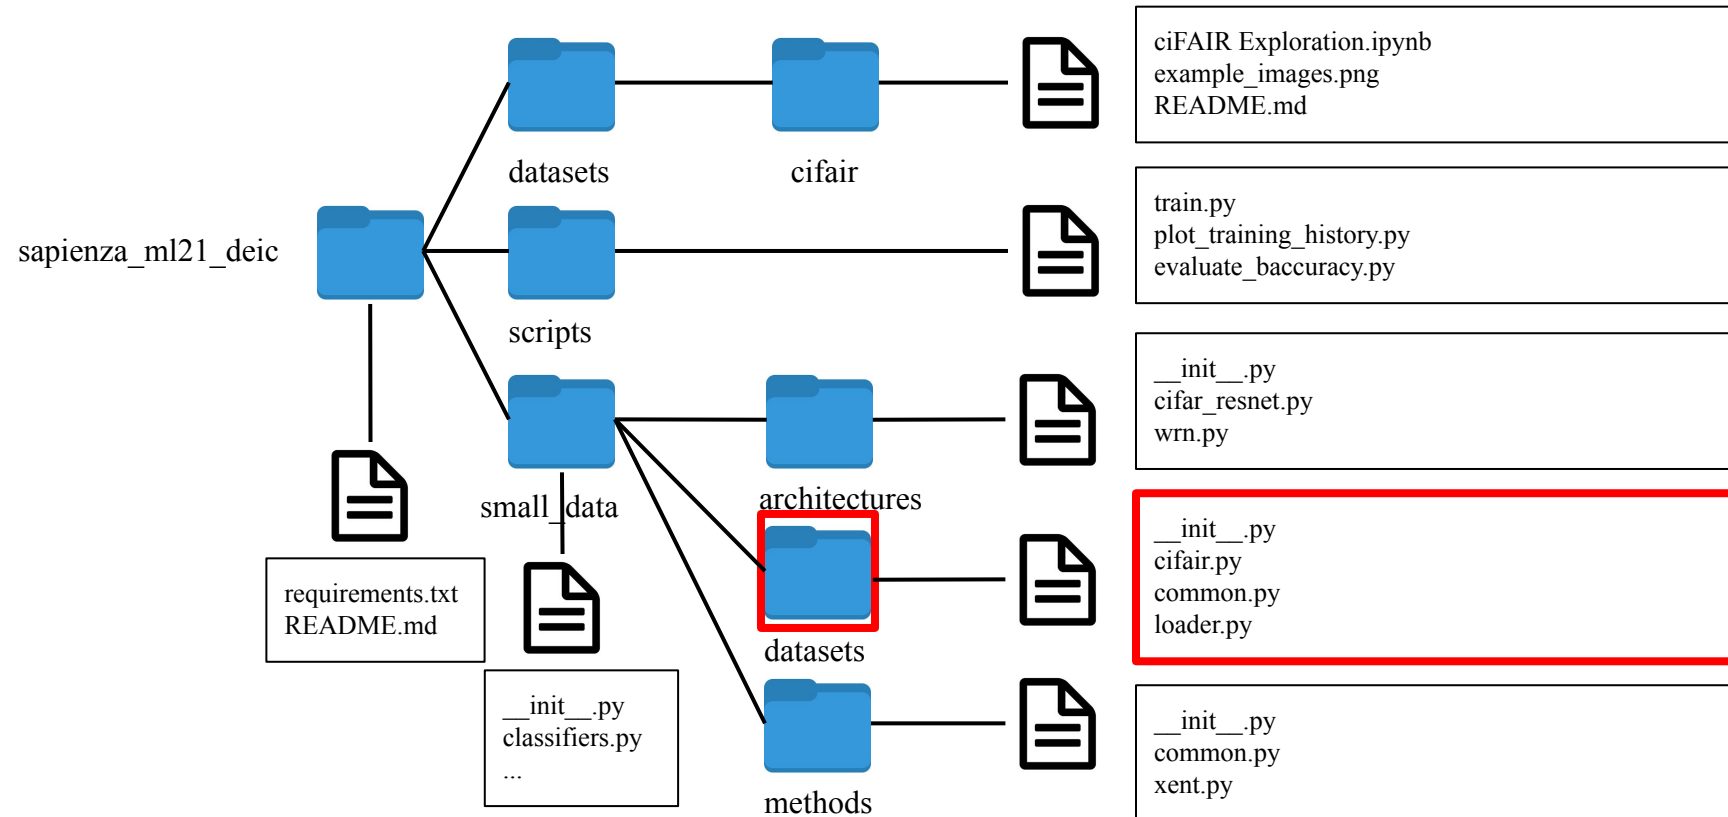 ciFAIR Exploration.ipynb
example_images.png
README.md
datasets
cifair
train.py
plot_training_history.py
evaluate_baccuracy.py
sapienza_ml21_deic
scripts
__init__.py
cifar_resnet.py
wrn.py
small_data
architectures
__init__.py
cifair.py
common.py
loader.py
requirements.txt
README.md
datasets
__init__.py
classifiers.py
...
__init__.py
common.py
xent.py
methods